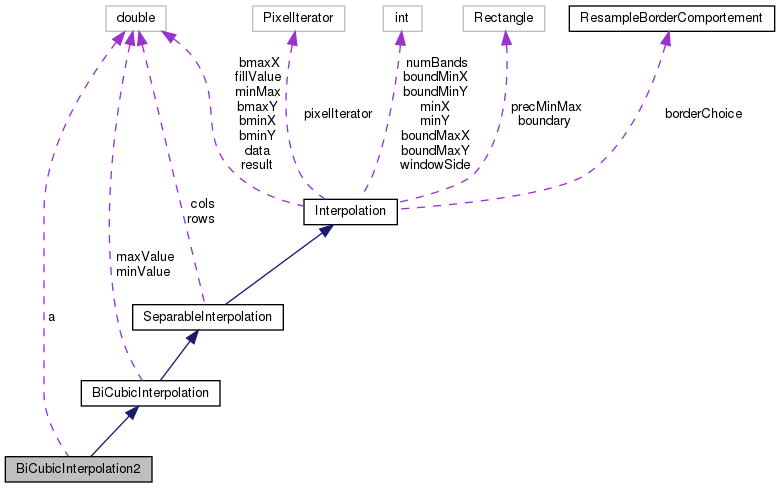 double
PixelIterator
int
Rectangle
ResampleBorderComportement
bmaxX
fillValue
minMax
bmaxY
bminX
bminY
data
result
pixelIterator
numBands
boundMinX
boundMinY
minX
minY
boundMaxX
boundMaxY
windowSide
precMinMax
boundary
borderChoice
Interpolation
cols
rows
maxValue
minValue
a
SeparableInterpolation
BiCubicInterpolation
BiCubicInterpolation2